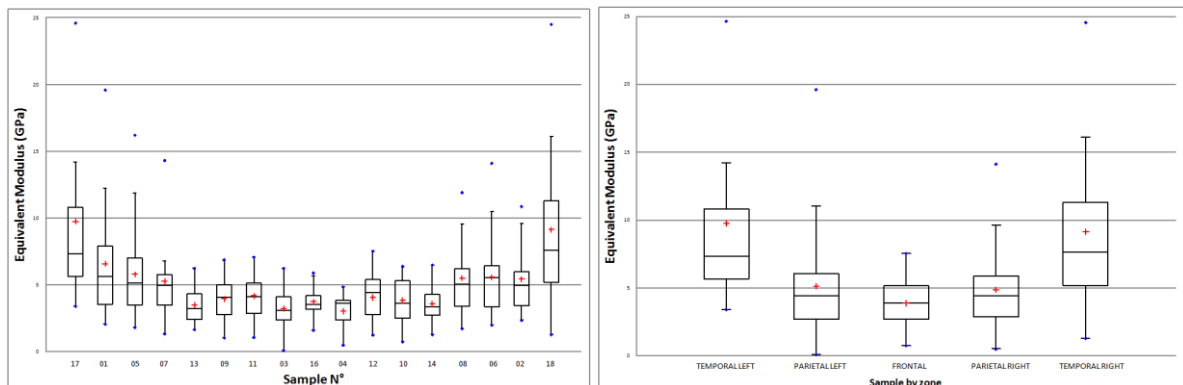 Equivalent Modulus (GPa)
25
20
15
10
5
0
17 01 05 07 13 09 11 03 16 04 12 10 14 08 06 02 18
Sample N°
Equivalent Modulus (GPa)
25
20
15
10
5
0
TEMPORAL LEFT PARIETAL LEFT FRONTAL PARIETAL RIGHT TEMPORAL RIGHT
Sample by zone